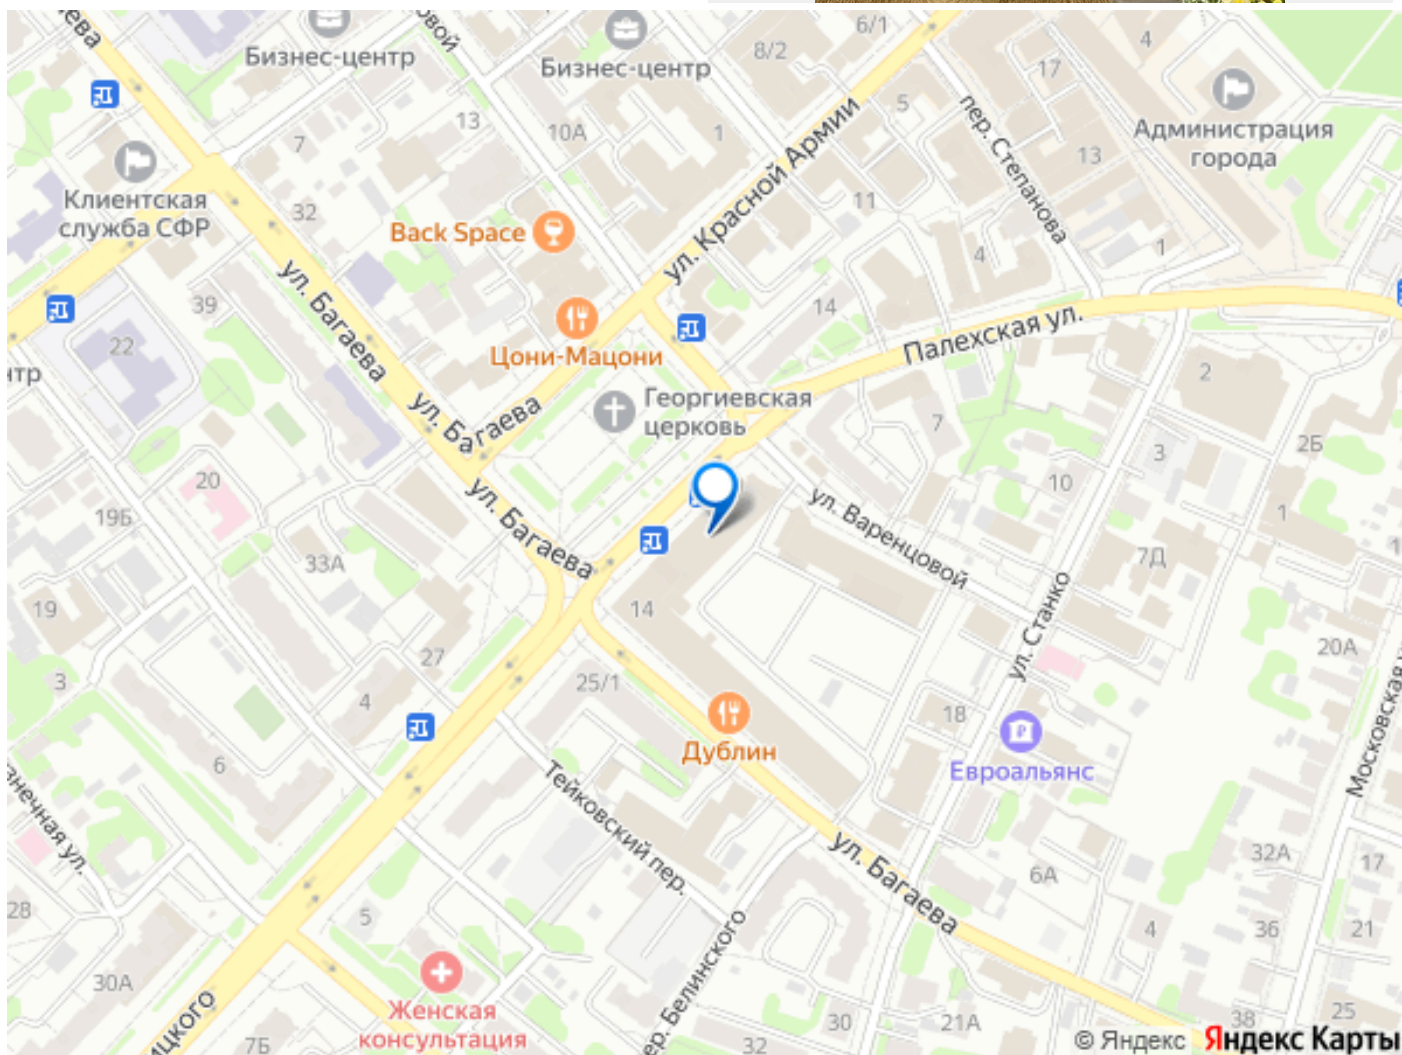 Бизнес-центр
Бизнес-центр
8/2
6/1
4
17
5
пер. Степанова
Администрация
города
13
10А
1
7
13
Клиентская
служба СФР
32
Back Space
ул. Красной Армии
11
4
1
39
ул. Багаева
14
Цони-Мацони
Палехская ул.
22
2
ул. Багаева
Георгиевская
церковь
7
2Б
3
20
10
19Б
ул. Багаева
ул. Варенцовой
1
33А
7Д
19
14
ул. Станко
20А
27
3
4
25/1
18
Дублин
Евроальянс
Московская
6
Тейковский пер.
ул. Багаева
32А
17
6А
28
5
4
36
21
30А
Женская
консультация
пер. Белинского
30
21А
38
25
7Б
32
© Яндекс Яндекс Карты